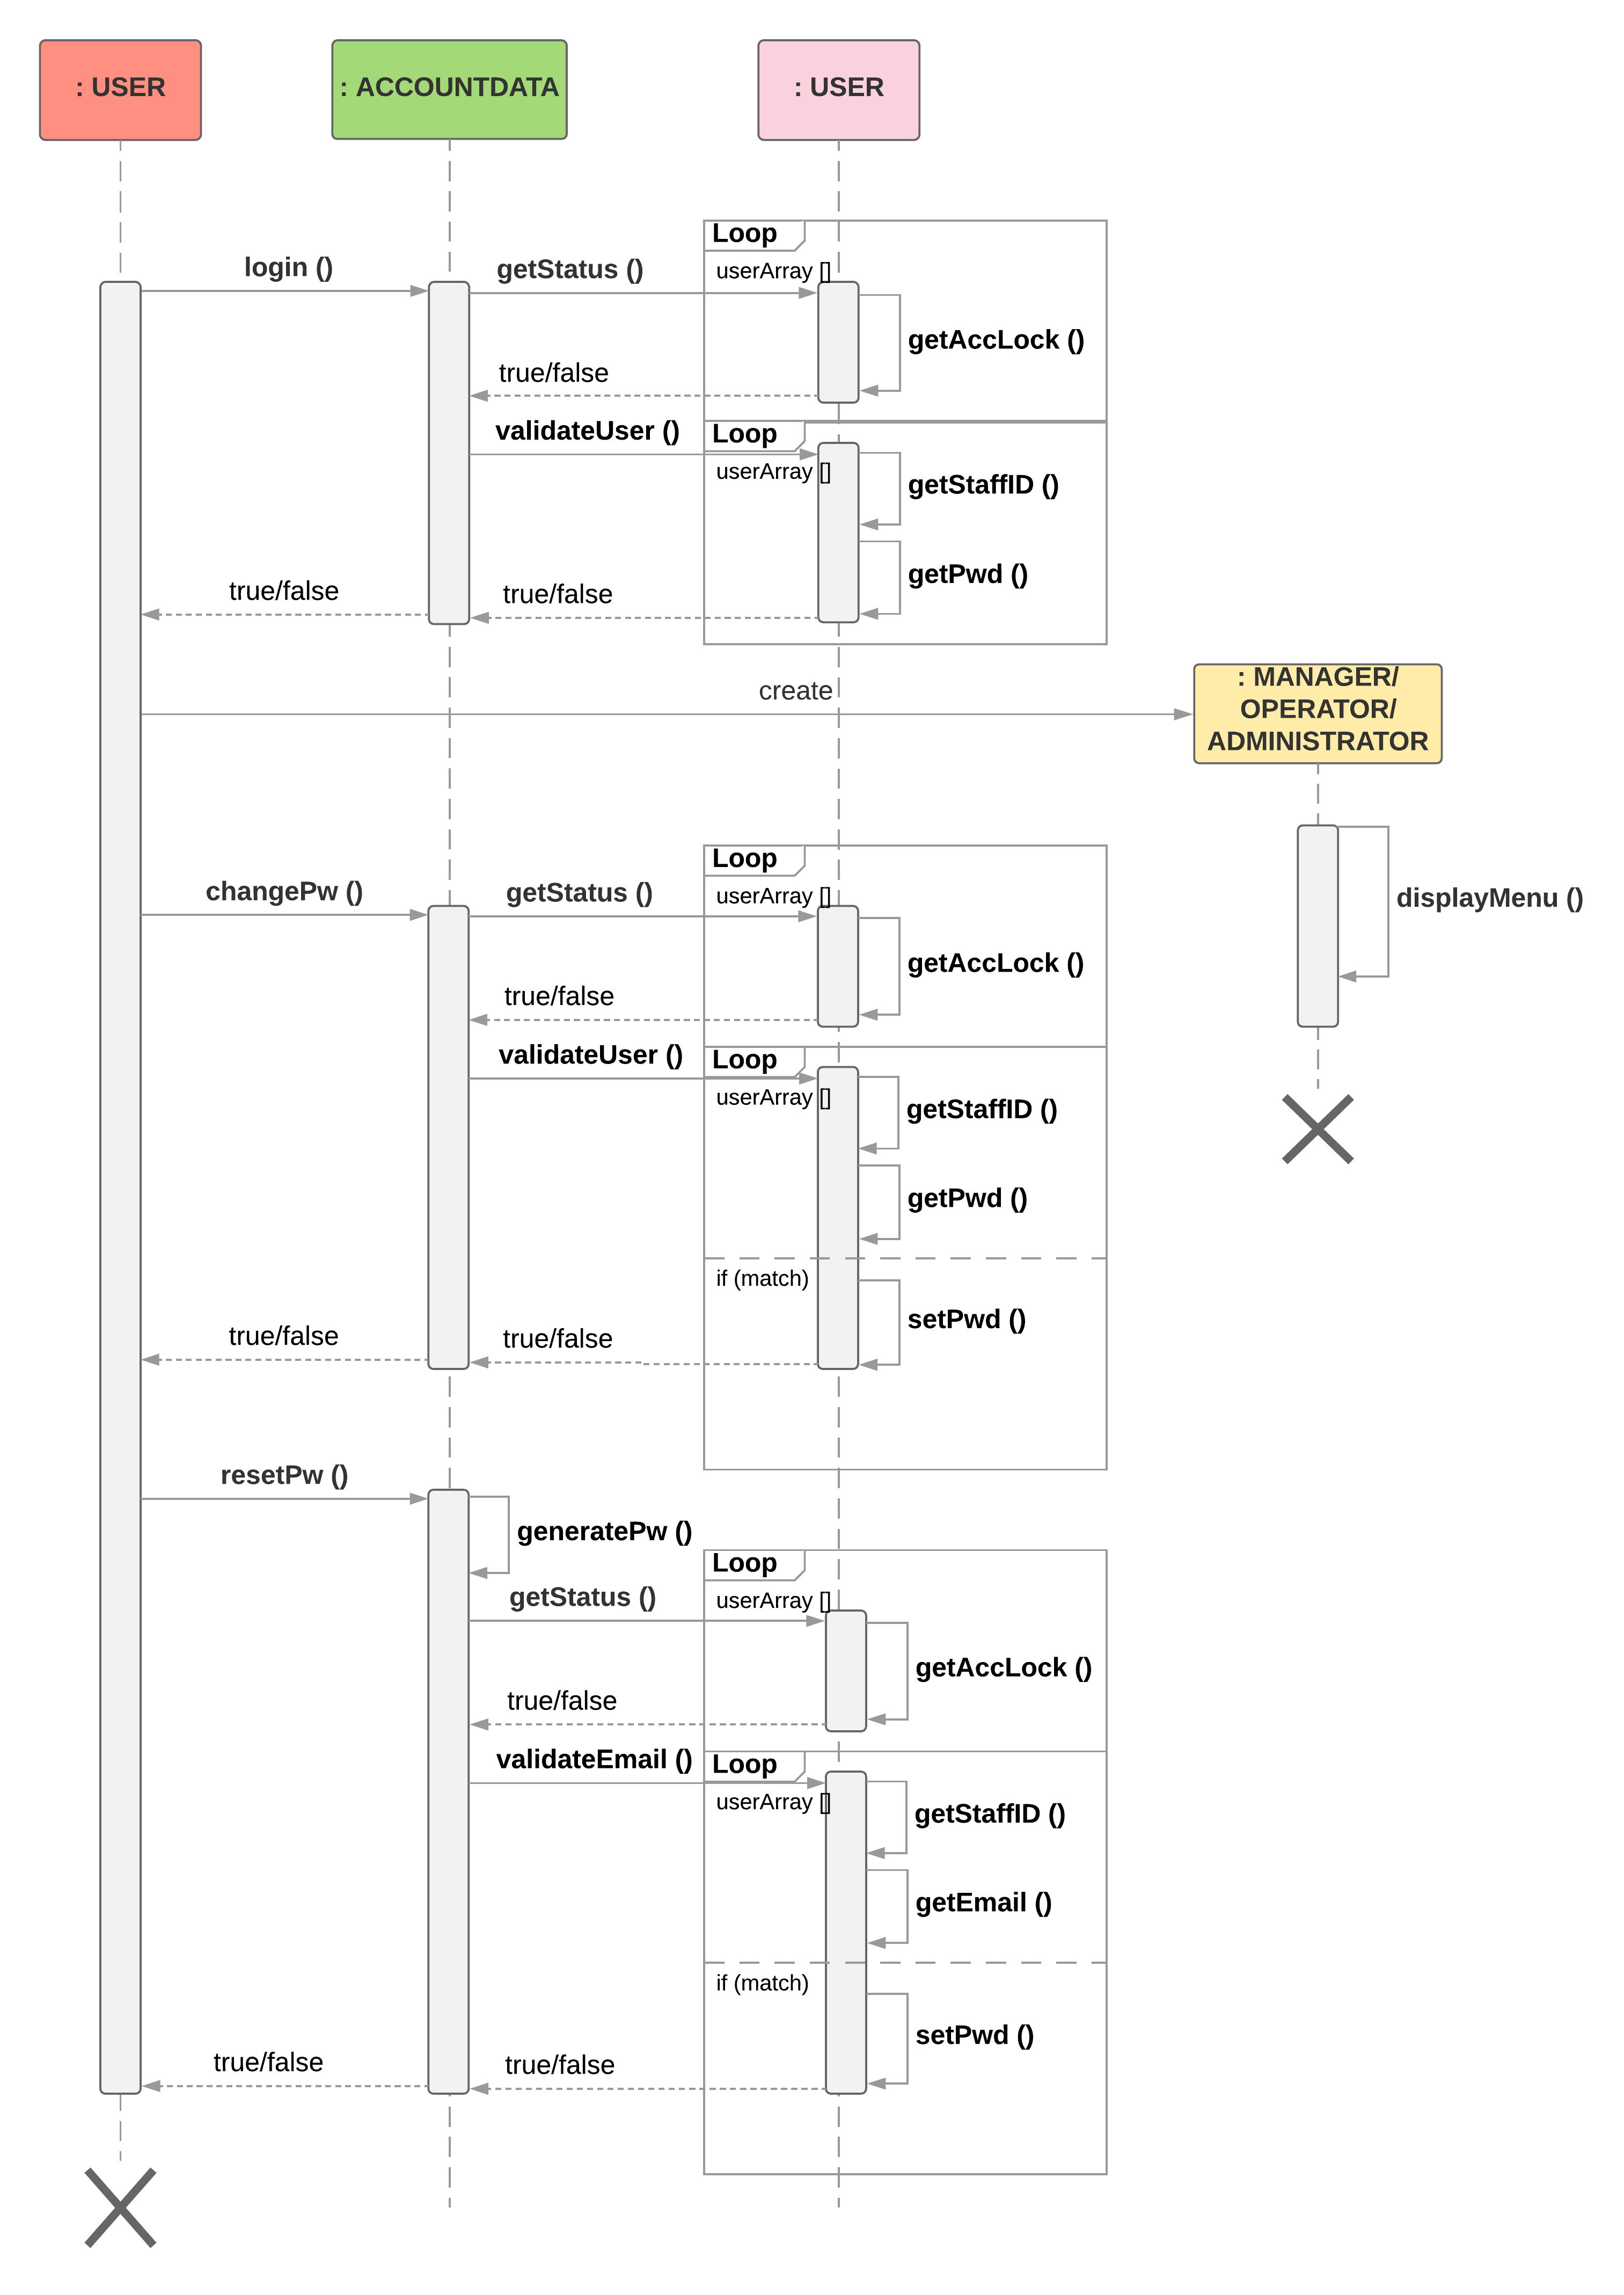 : USER
: ACCOUNTDATA
: USER
Loop
login ()
getStatus ()
userArray []
getAccLock ()
true/false
validateUser ()
Loop
userArray []
getStaffID ()
getPwd ()
true/false
true/false
create
: MANAGER/
OPERATOR/
ADMINISTRATOR
Loop
changePw ()
getStatus ()
userArray []
displayMenu ()
getAccLock ()
true/false
validateUser ()
Loop
userArray []
getStaffID ()
getPwd ()
if (match)
setPwd ()
true/false
true/false
resetPw ()
generatePw ()
Loop
getStatus ()
userArray []
getAccLock ()
true/false
validateEmail ()
Loop
userArray []
getStaffID ()
getEmail ()
if (match)
setPwd ()
true/false
true/false